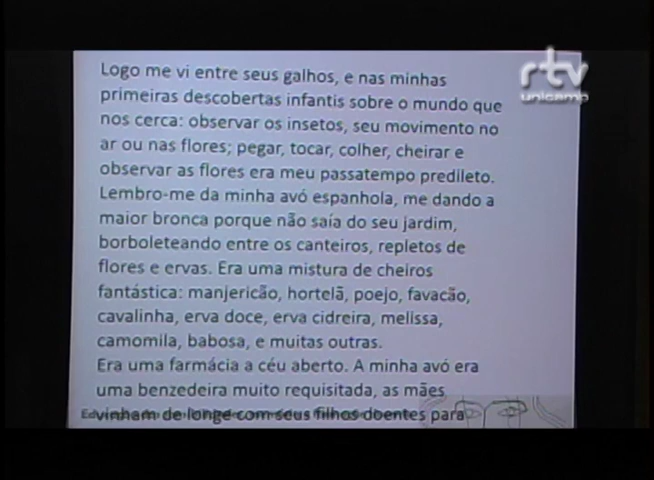 Logo me vi entre seus galhos, e nas minhas
primeiras descobertas infantis sobre o mundo que
nos cerca: observar os insetos, seu movimento no
ar ou nas flores; pegar, tocar, colher, cheirar e
observar as flores era meu passatempo predileto.
Lembro-me da minha avó espanhola, me dando a
maior bronca porque não saía do seu jardim,
borboleteando entre os canteiros, repletos de
flores e ervas. Era uma mistura de cheiros
fantástica: manjericão, hortelã, poejo, favacão,
cavalinha, erva doce, erva cidreira, melissa,
camomila, babosa, e muitas outras.
Era uma farmácia a céu aberto. A minha avó era
uma benzedeira muito requisitada, as mães
vinham de longe com seus filhos doentes para
rtv
unicamp